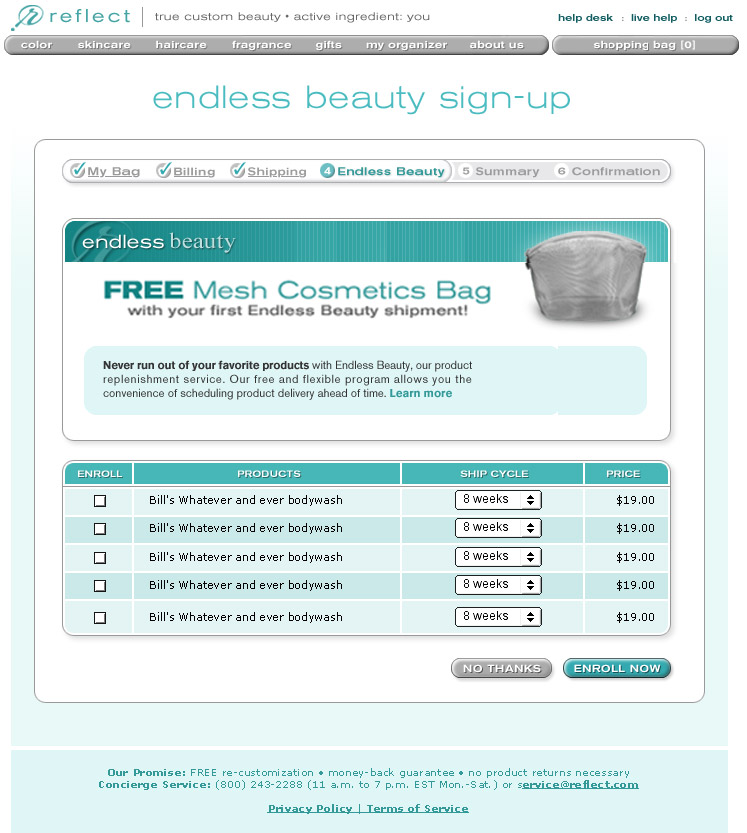 reflect true custom beauty • active ingredient: you
help desk : live help : log out
color skincare haircare fragrance gifts my organizer about us shopping bag [0]
endless beauty sign-up
My Bag Billing Shipping 4 Endless Beauty 5 Summary 6 Confirmation
endless beauty
FREE Mesh Cosmetics Bag
with your first Endless Beauty shipment!
Never run out of your favorite products with Endless Beauty, our product
replenishment service. Our free and flexible program allows you the
convenience of scheduling product delivery ahead of time. Learn more
ENROLL PRODUCTS SHIP CYCLE PRICE
Bill's Whatever and ever bodywash 8 weeks $19.00
Bill's Whatever and ever bodywash 8 weeks $19.00
Bill's Whatever and ever bodywash 8 weeks $19.00
Bill's Whatever and ever bodywash 8 weeks $19.00
Bill's Whatever and ever bodywash 8 weeks $19.00
NO THANKS ENROLL NOW
Our Promise: FREE re-customization • money-back guarantee • no product returns necessary
Concierge Service: (800) 243-2288 (11 a.m. to 7 p.m. EST Mon.-Sat.) or service@reflect.com
Privacy Policy | Terms of Service